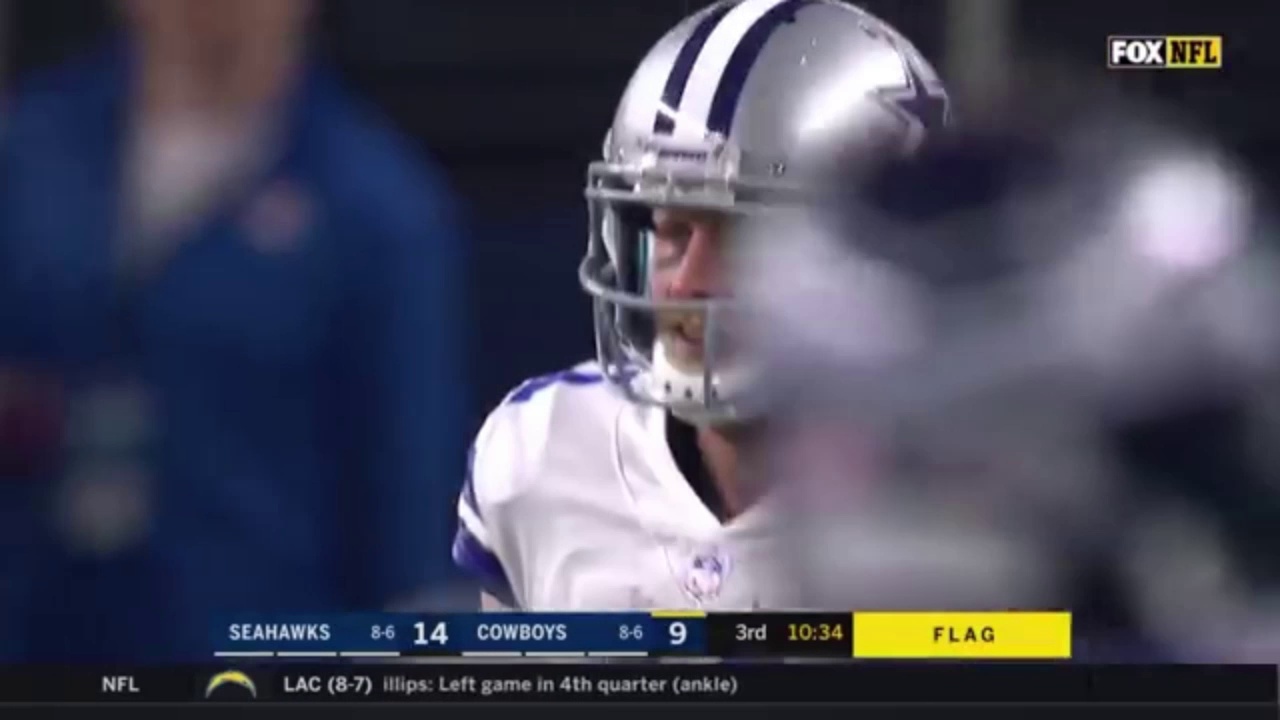 FOX NFL
SEAHAWKS 8-6 14 COWBOYS 8-6 9 3rd 10:34 FLAG
NFL LAC (8-7) illips: Left game in 4th quarter (ankle)